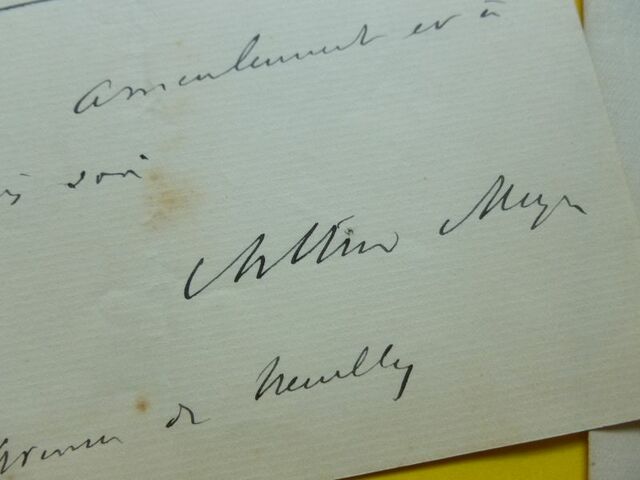 Amicalement et à
soir
Arthur Meyer
Avenue de Neuilly